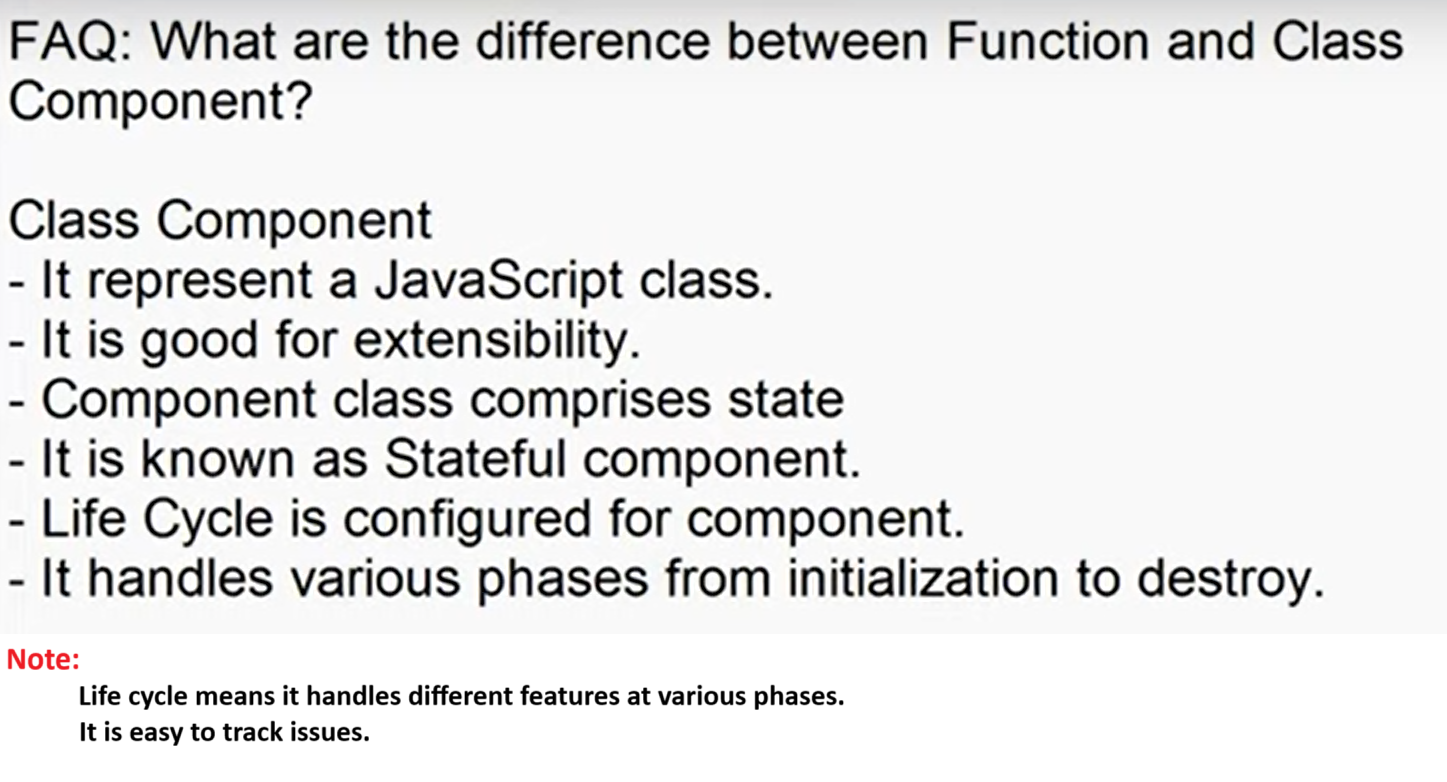 FAQ: What are the difference between Function and Class
Component?
Class Component
- It represent a JavaScript class.
- It is good for extensibility.
- Component class comprises state
- It is known as Stateful component.
- Life Cycle is configured for component.
- It handles various phases from initialization to destroy.
Note:
Life cycle means it handles different features at various phases.
It is easy to track issues.